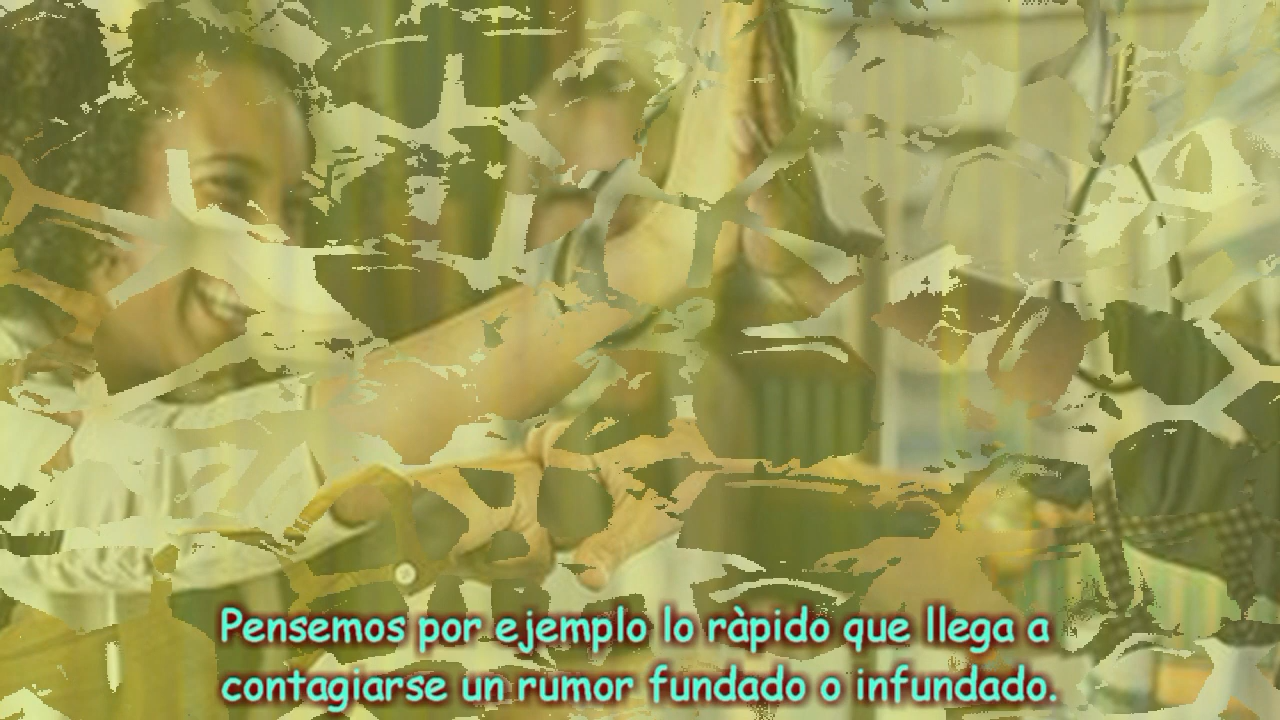 Pensemos por ejemplo lo ràpido que llega a
contagiarse un rumor fundado o infundado.